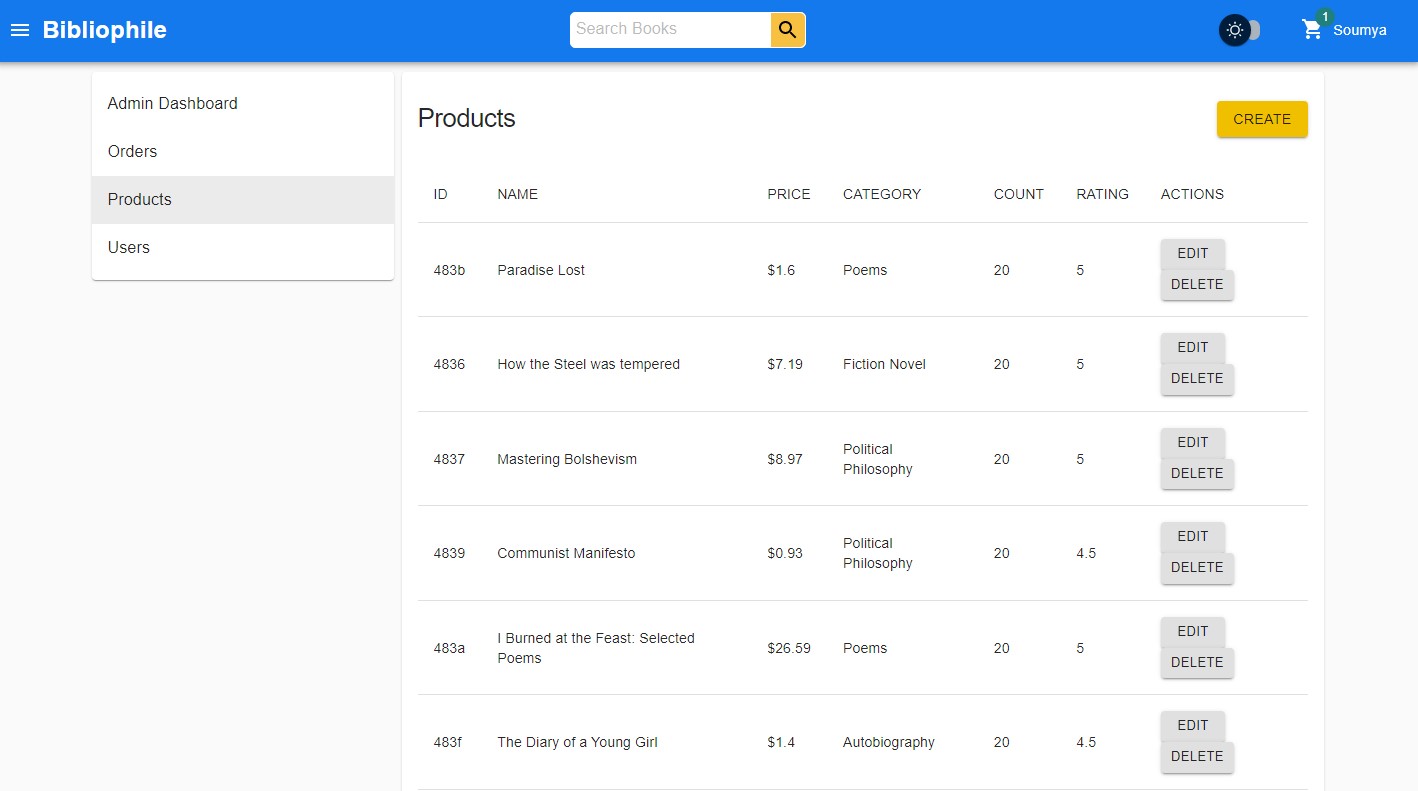 Bibliophile
Search Books
1
Soumya
Admin Dashboard
Orders
Products
Users
Products
CREATE
ID NAME PRICE CATEGORY COUNT RATING ACTIONS
483b Paradise Lost $1.6 Poems 20 5 EDIT
DELETE
4836 How the Steel was tempered $7.19 Fiction Novel 20 5 EDIT
DELETE
4837 Mastering Bolshevism $8.97 Political Philosophy 20 5 EDIT
DELETE
4839 Communist Manifesto $0.93 Political Philosophy 20 4.5 EDIT
DELETE
483a I Burned at the Feast: Selected Poems $26.59 Poems 20 5 EDIT
DELETE
483f The Diary of a Young Girl $1.4 Autobiography 20 4.5 EDIT
DELETE